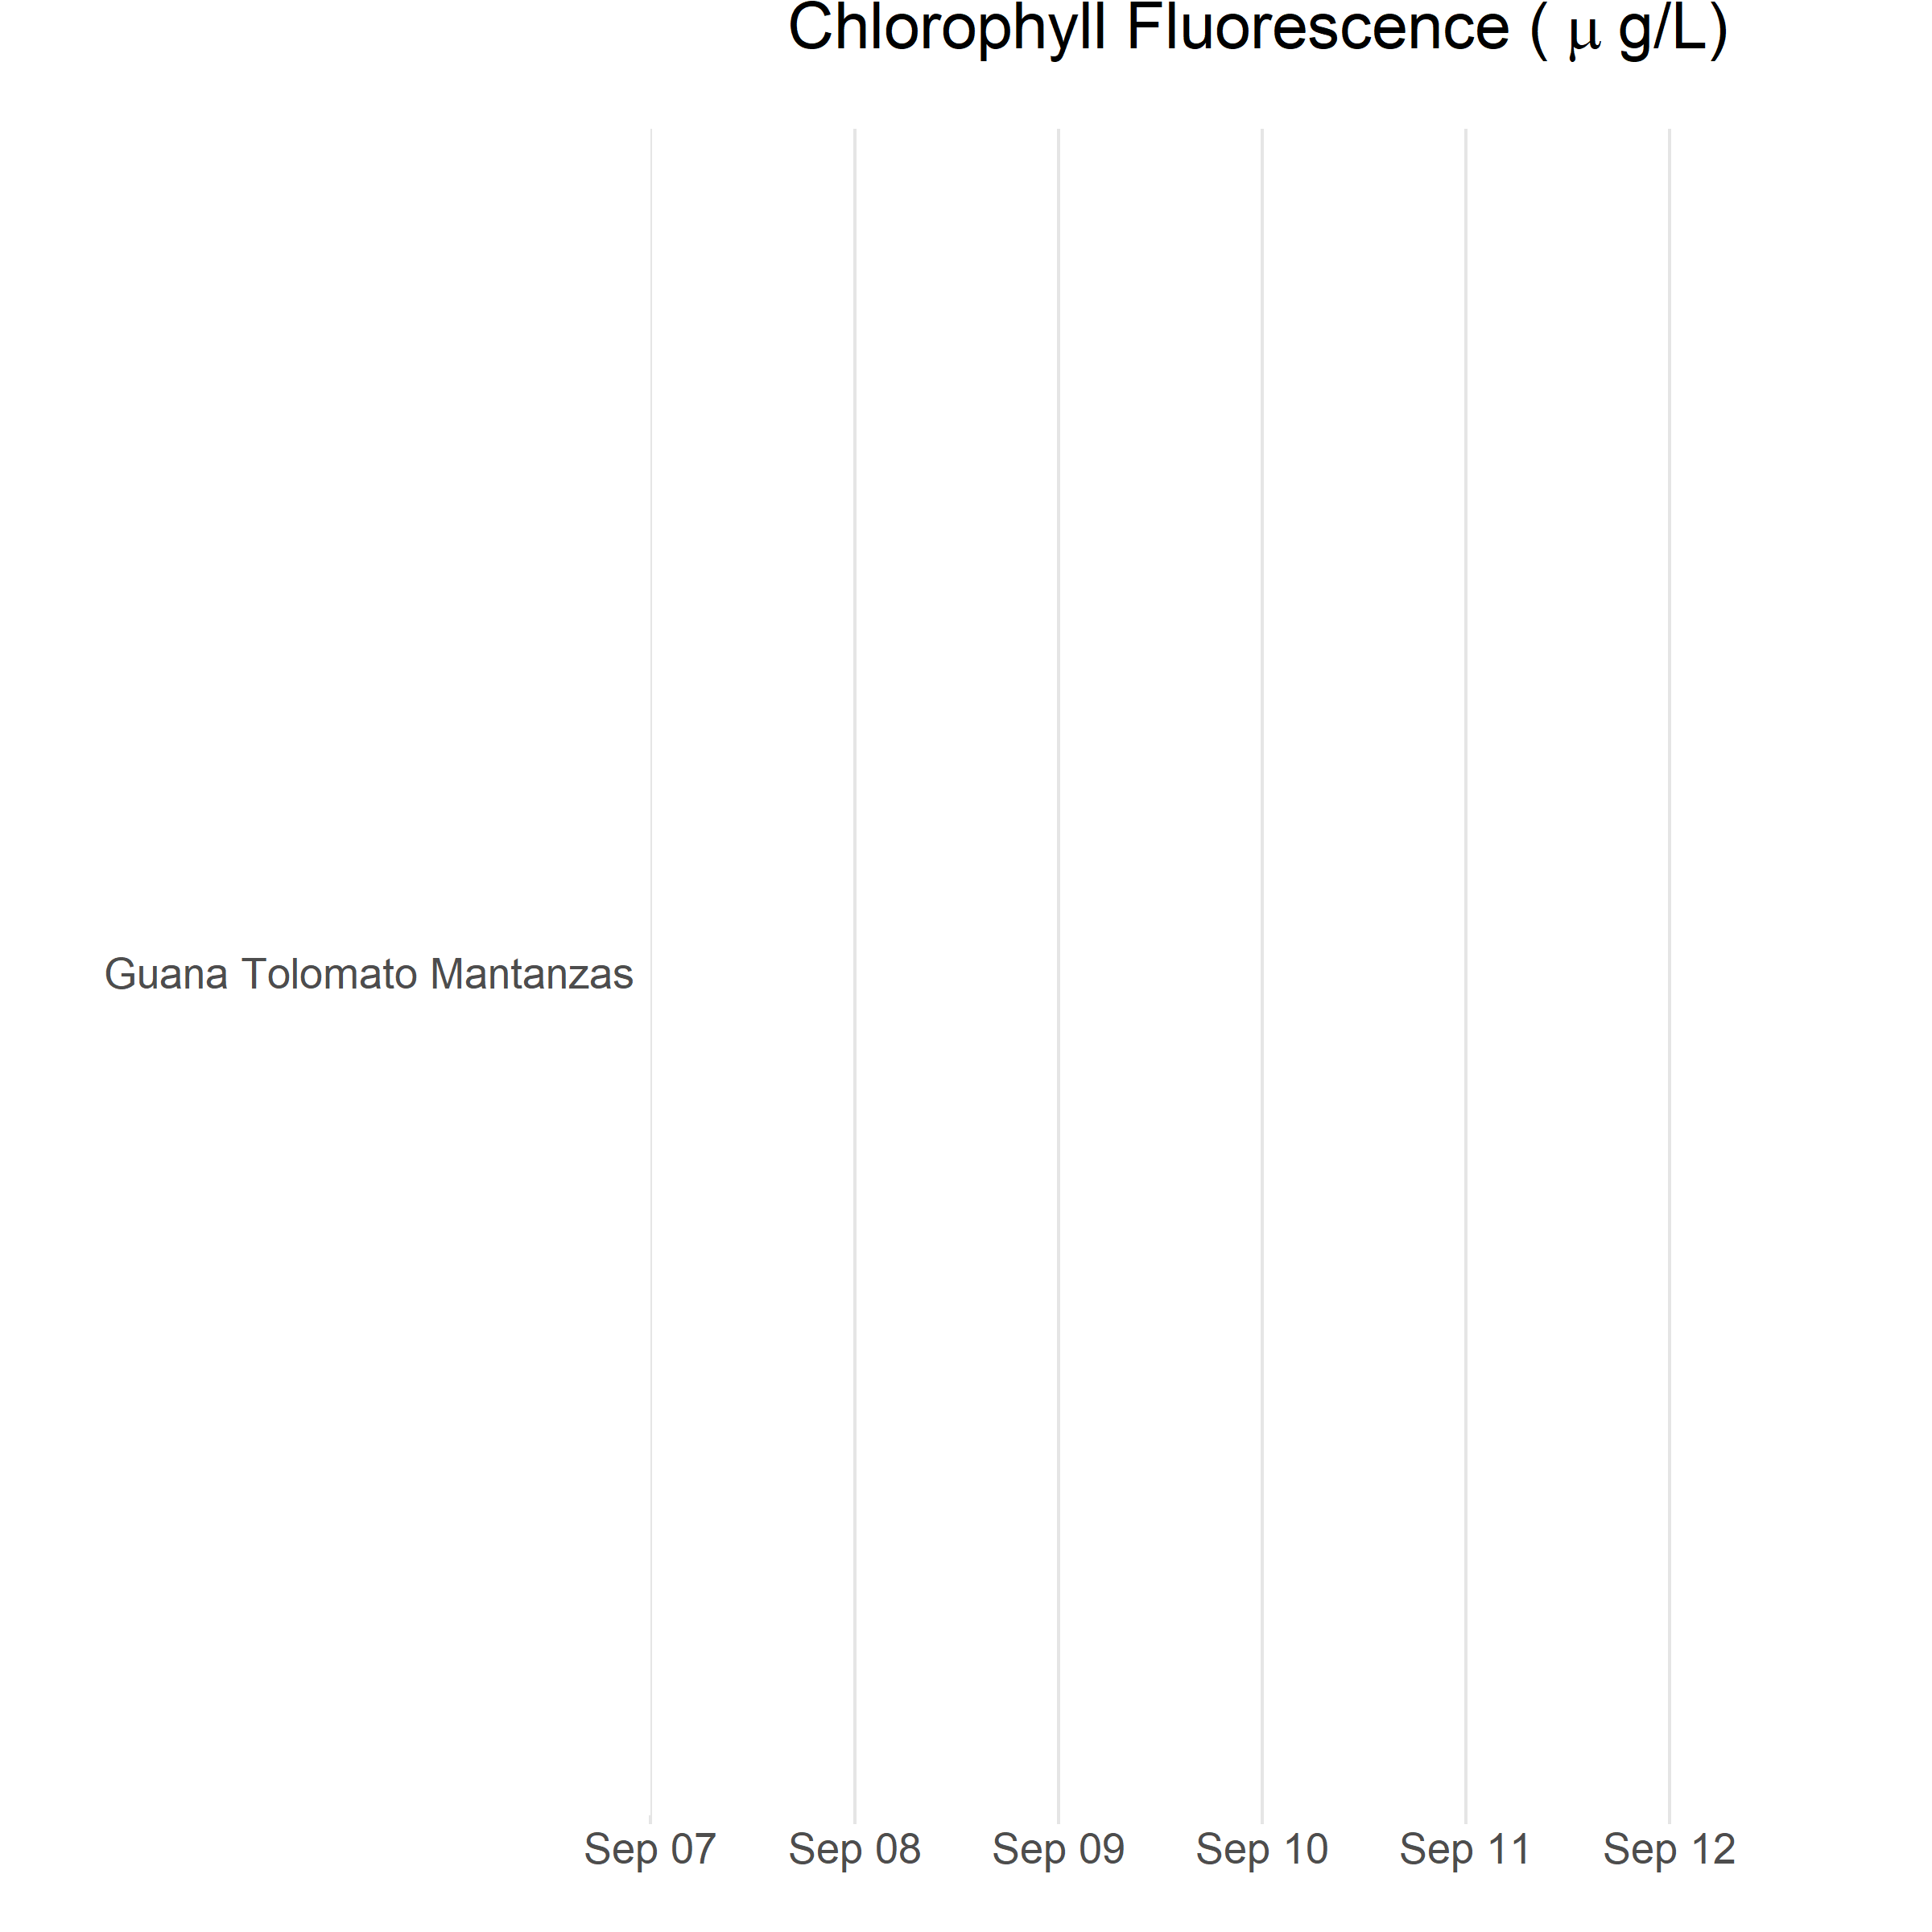 Chlorophyll Fluorescence ( μ g/L)
Guana Tolomato Mantanzas
Sep 07 Sep 08 Sep 09 Sep 10 Sep 11 Sep 12